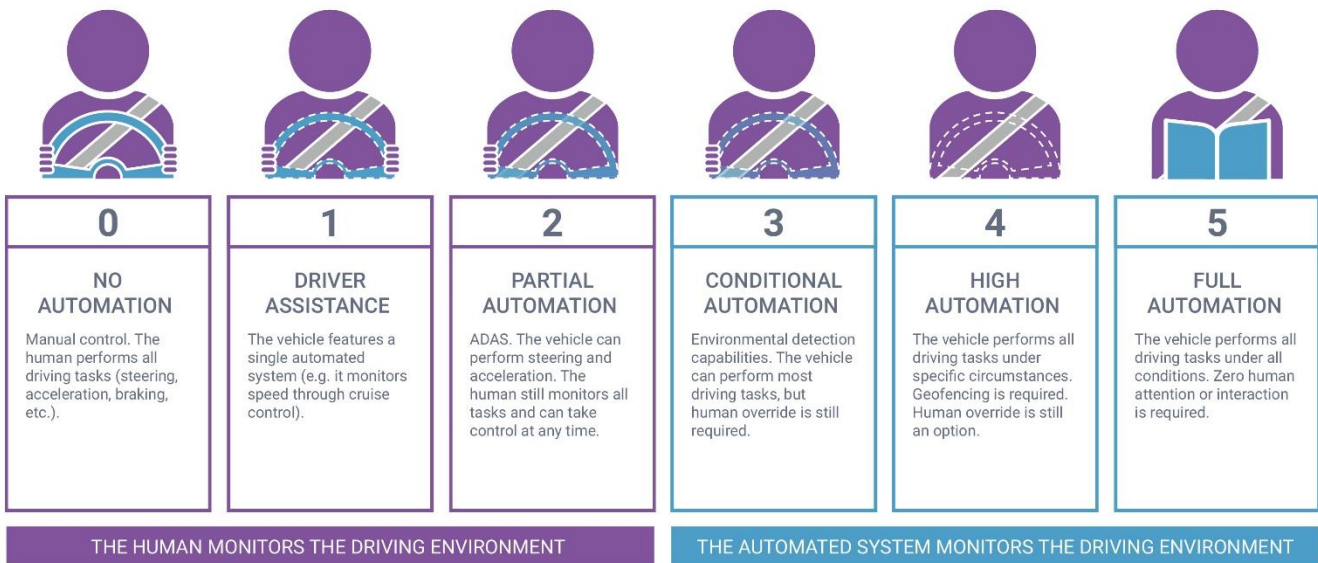 0
NO
AUTOMATION
Manual control. The
human performs all
driving tasks (steering,
acceleration, braking,
etc.).
1
DRIVER
ASSISTANCE
The vehicle features a
single automated
system (e.g. it monitors
speed through cruise
control).
2
PARTIAL
AUTOMATION
ADAS. The vehicle can
perform steering and
acceleration. The
human still monitors all
tasks and can take
control at any time.
3
CONDITIONAL
AUTOMATION
Environmental detection
capabilities. The vehicle
can perform most
driving tasks, but
human override is still
required.
4
HIGH
AUTOMATION
The vehicle performs all
driving tasks under
specific circumstances.
Geofencing is required.
Human override is still
an option.
5
FULL
AUTOMATION
The vehicle performs all
driving tasks under all
conditions. Zero human
attention or interaction
is required.
THE HUMAN MONITORS THE DRIVING ENVIRONMENT
THE AUTOMATED SYSTEM MONITORS THE DRIVING ENVIRONMENT